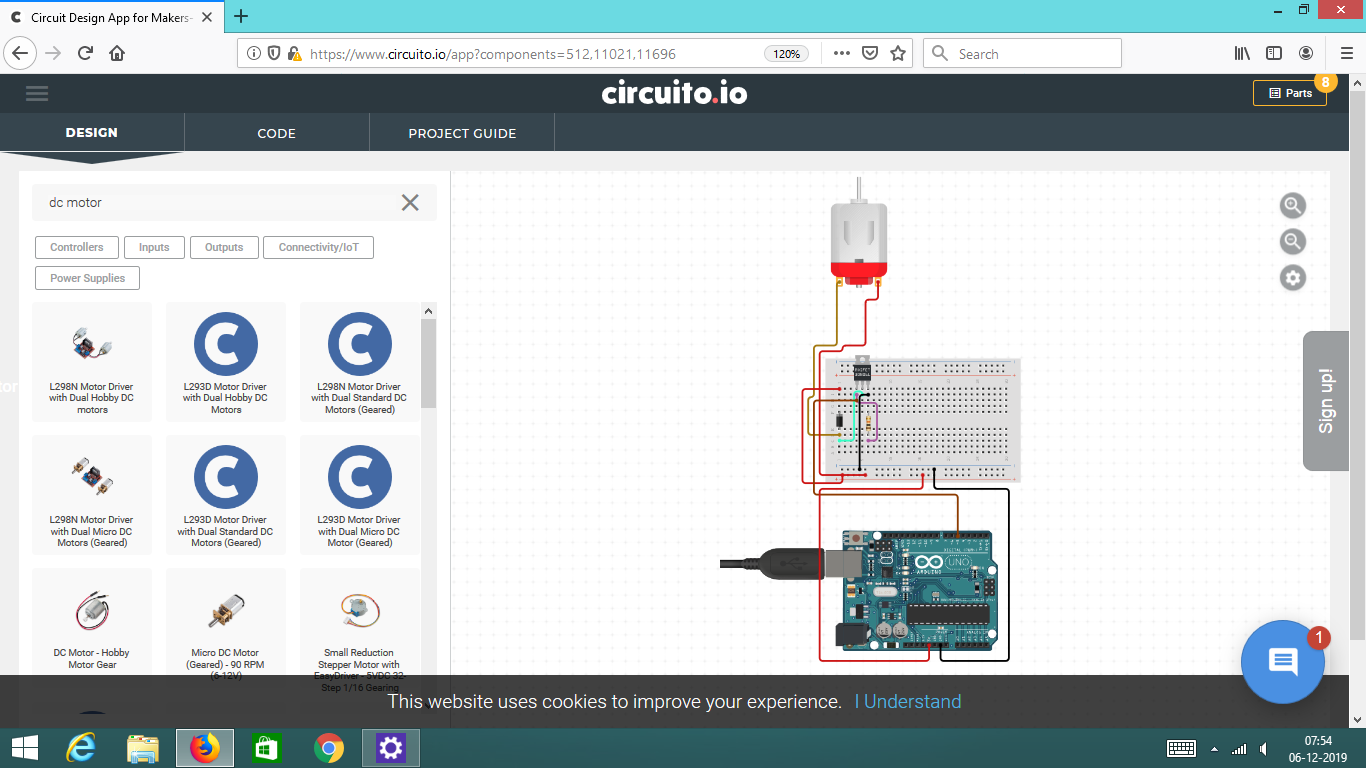 Circuit Design App for Makers-
https://www.circuito.io/app?components=512,11021,11696
120%
Search
circuito.io
Parts
8
DESIGN
CODE
PROJECT GUIDE
dc motor
Controllers
Inputs
Outputs
Connectivity/IoT
Power Supplies
L298N Motor Driver
with Dual Hobby DC
motors
L293D Motor Driver
with Dual Hobby DC
Motors
L298N Motor Driver
with Dual Standard DC
Motors (Geared)
L298N Motor Driver
with Dual Micro DC
Motors (Geared)
L293D Motor Driver
with Dual Standard DC
Motors (Geared)
L293D Motor Driver
with Dual Micro DC
Motor (Geared)
DC Motor - Hobby
Motor Gear
Micro DC Motor
(Geared) - 90 RPM
(6-12V)
Small Reduction
Stepper Motor with
EasyDriver - 5VDC 32-
Step 1/16 Gearing
UNO
ARDUINO
Sign up!
1
This website uses cookies to improve your experience. I Understand
07:54
06-12-2019